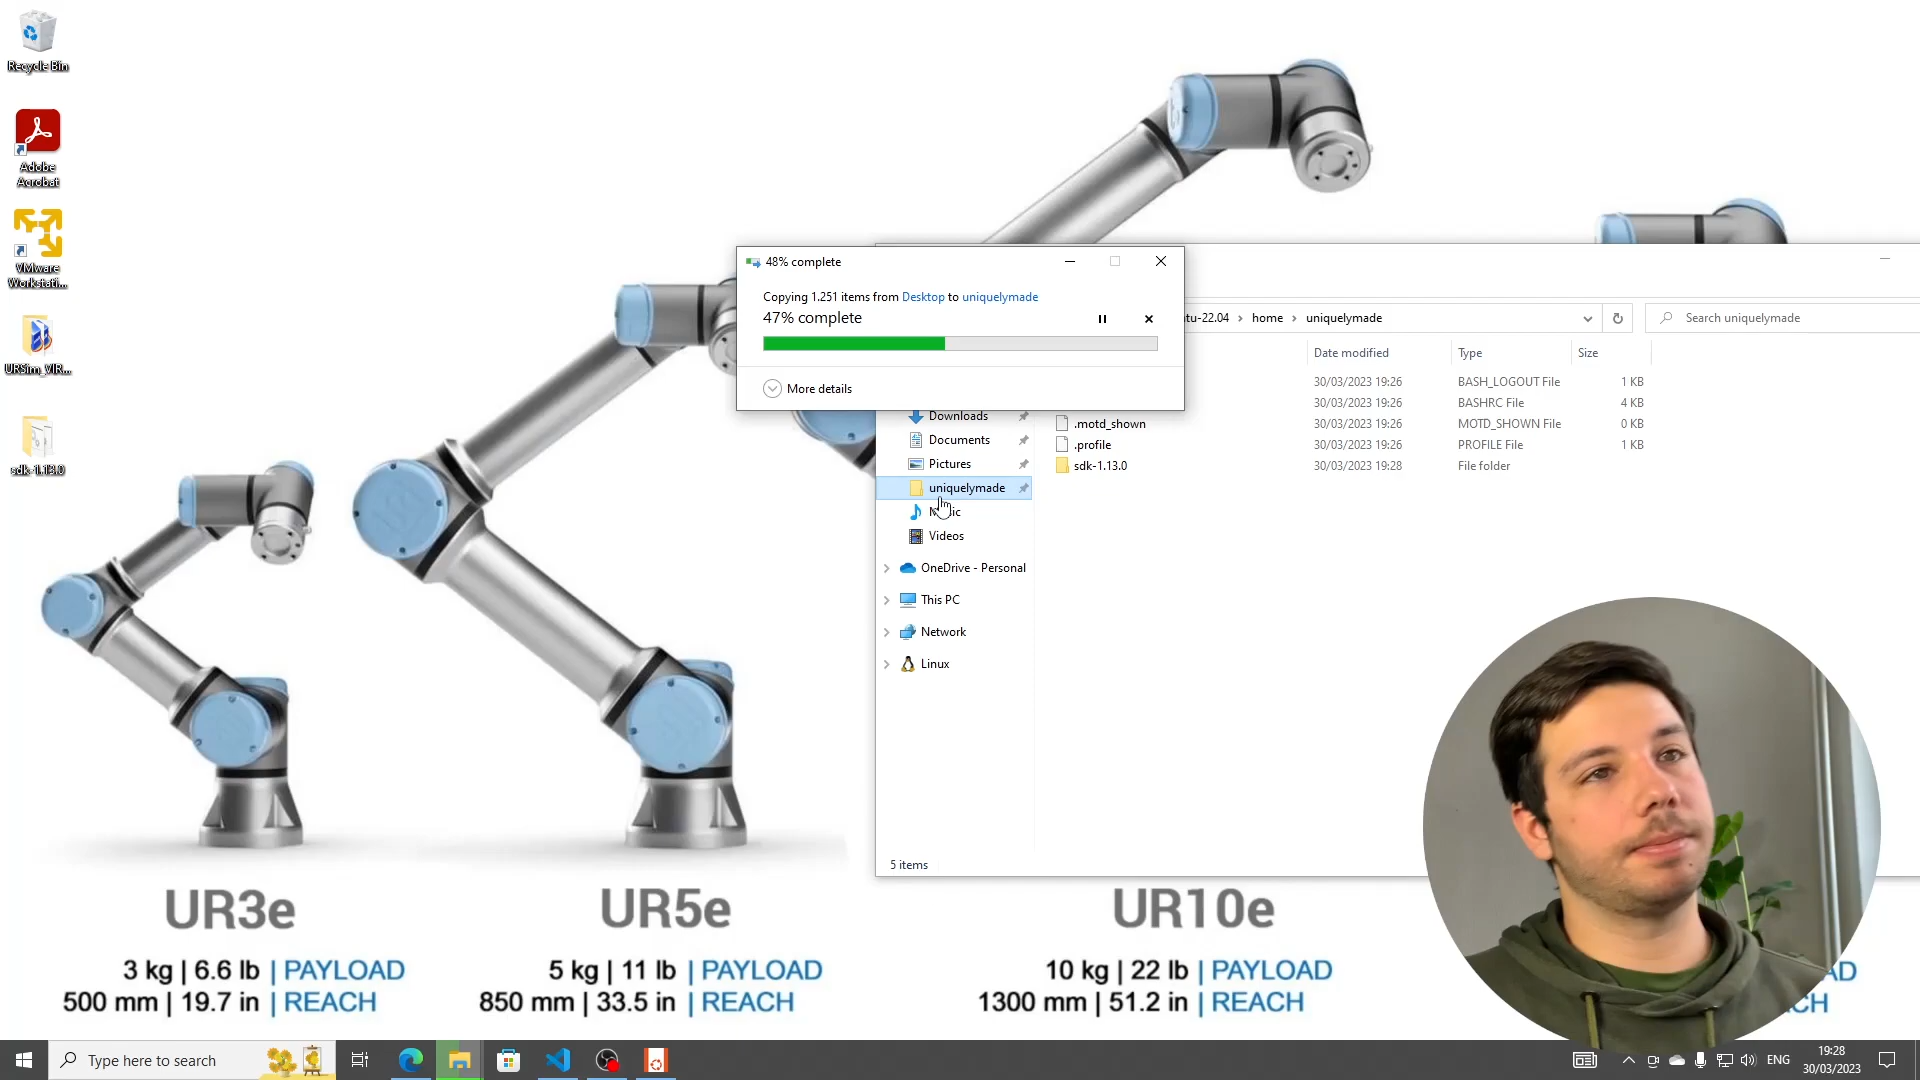 Recycle Bin
Adobe
Acrobat
VMware
Workstati...
URSim_VIR...
sdk-1.13.0
48% complete
Copying 1.251 items from Desktop to uniquelymade
47% complete
More details
tu-22.04 > home > uniquelymade
Search uniquelymade
Date modified Type Size
30/03/2023 19:26 BASH_LOGOUT File 1 KB
30/03/2023 19:26 BASHRC File 4 KB
.motd_shown 30/03/2023 19:26 MOTD_SHOWN File 0 KB
.profile 30/03/2023 19:26 PROFILE File 1 KB
sdk-1.13.0 30/03/2023 19:28 File folder
Downloads
Documents
Pictures
uniquelymade
Videos
OneDrive - Personal
This PC
Network
Linux
5 items
UR3e
3 kg | 6.6 lb | PAYLOAD
500 mm | 19.7 in | REACH
UR5e
5 kg | 11 lb | PAYLOAD
850 mm | 33.5 in | REACH
UR10e
10 kg | 22 lb | PAYLOAD
1300 mm | 51.2 in | REACH
AD
CH
Type here to search
ENG
19:28
30/03/2023